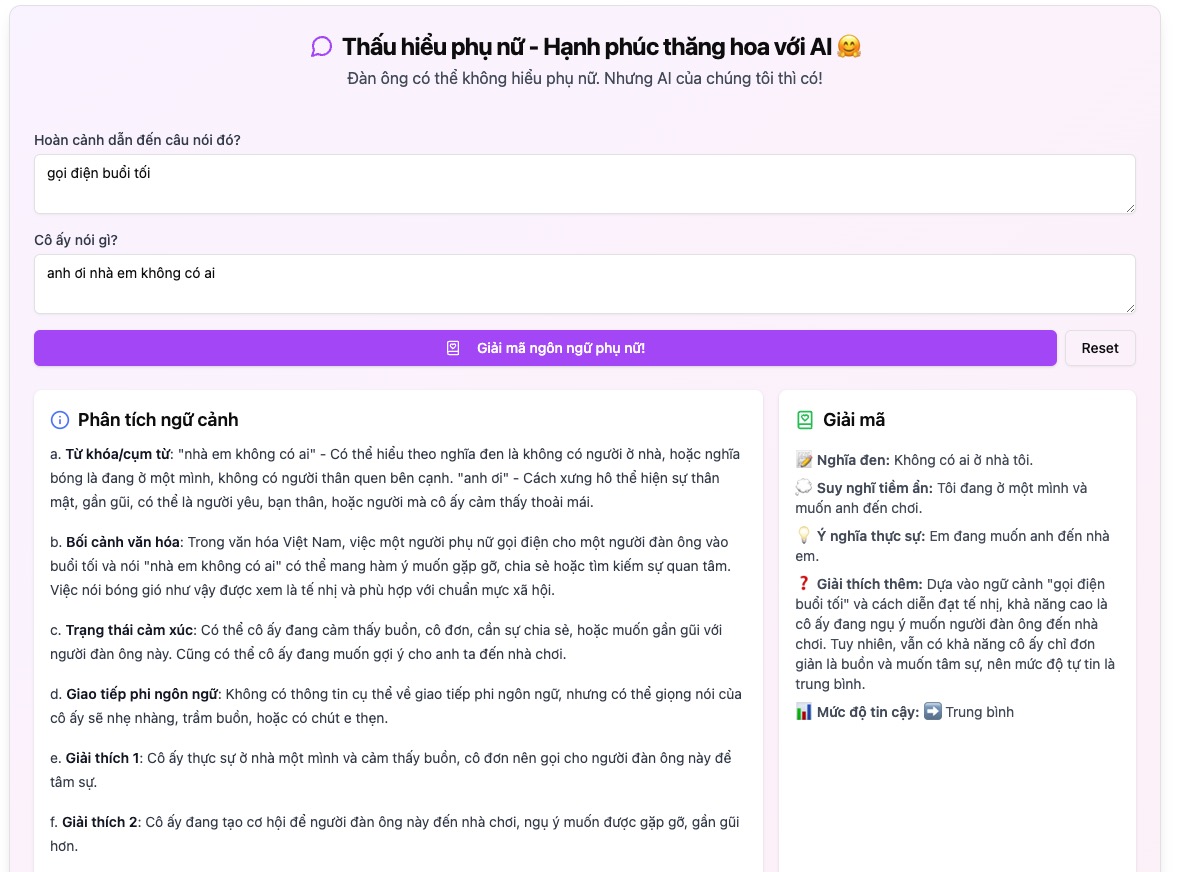 Thấu hiểu phụ nữ - Hạnh phúc thăng hoa với AI 🤗
Đàn ông có thể không hiểu phụ nữ. Nhưng AI của chúng tôi thì có!
Hoàn cảnh dẫn đến câu nói đó?
gọi điện buổi tối
Cô ấy nói gì?
anh ơi nhà em không có ai
Giải mã ngôn ngữ phụ nữ!
Reset
Phân tích ngữ cảnh
a. Từ khóa/cụm từ: "nhà em không có ai" - Có thể hiểu theo nghĩa đen là không có người ở nhà, hoặc nghĩa
bóng là đang ở một mình, không có người thân quen bên cạnh. "anh ơi" - Cách xưng hô thể hiện sự thân
mật, gần gũi, có thể là người yêu, bạn thân, hoặc người mà cô ấy cảm thấy thoải mái.
b. Bối cảnh văn hóa: Trong văn hóa Việt Nam, việc một người phụ nữ gọi điện cho một người đàn ông vào
buổi tối và nói "nhà em không có ai" có thể mang hàm ý muốn gặp gỡ, chia sẻ hoặc tìm kiếm sự quan tâm.
Việc nói bóng gió như vậy được xem là tế nhị và phù hợp với chuẩn mực xã hội.
c. Trạng thái cảm xúc: Có thể cô ấy đang cảm thấy buồn, cô đơn, cần sự chia sẻ, hoặc muốn gần gũi với
người đàn ông này. Cũng có thể cô ấy đang muốn gợi ý cho anh ta đến nhà chơi.
d. Giao tiếp phi ngôn ngữ: Không có thông tin cụ thể về giao tiếp phi ngôn ngữ, nhưng có thể giọng nói của
cô ấy sẽ nhẹ nhàng, trầm buồn, hoặc có chút e thẹn.
e. Giải thích 1: Cô ấy thực sự ở nhà một mình và cảm thấy buồn, cô đơn nên gọi cho người đàn ông này để
tâm sự.
f. Giải thích 2: Cô ấy đang tạo cơ hội để người đàn ông này đến nhà chơi, ngụ ý muốn được gặp gỡ, gần gũi
hơn.
Giải mã
📝 Nghĩa đen: Không có ai ở nhà tôi.
💭 Suy nghĩ tiềm ẩn: Tôi đang ở một mình và
muốn anh đến chơi.
💡 Ý nghĩa thực sự: Em đang muốn anh đến nhà
em.
❓ Giải thích thêm: Dựa vào ngữ cảnh "gọi điện
buổi tối" và cách diễn đạt tế nhị, khả năng cao là
cô ấy đang ngụ ý muốn người đàn ông đến nhà
chơi. Tuy nhiên, vẫn có khả năng cô ấy chỉ đơn
giản là buồn và muốn tâm sự, nên mức độ tự tin là
trung bình.
📊 Mức độ tin cậy: ➡️ Trung bình